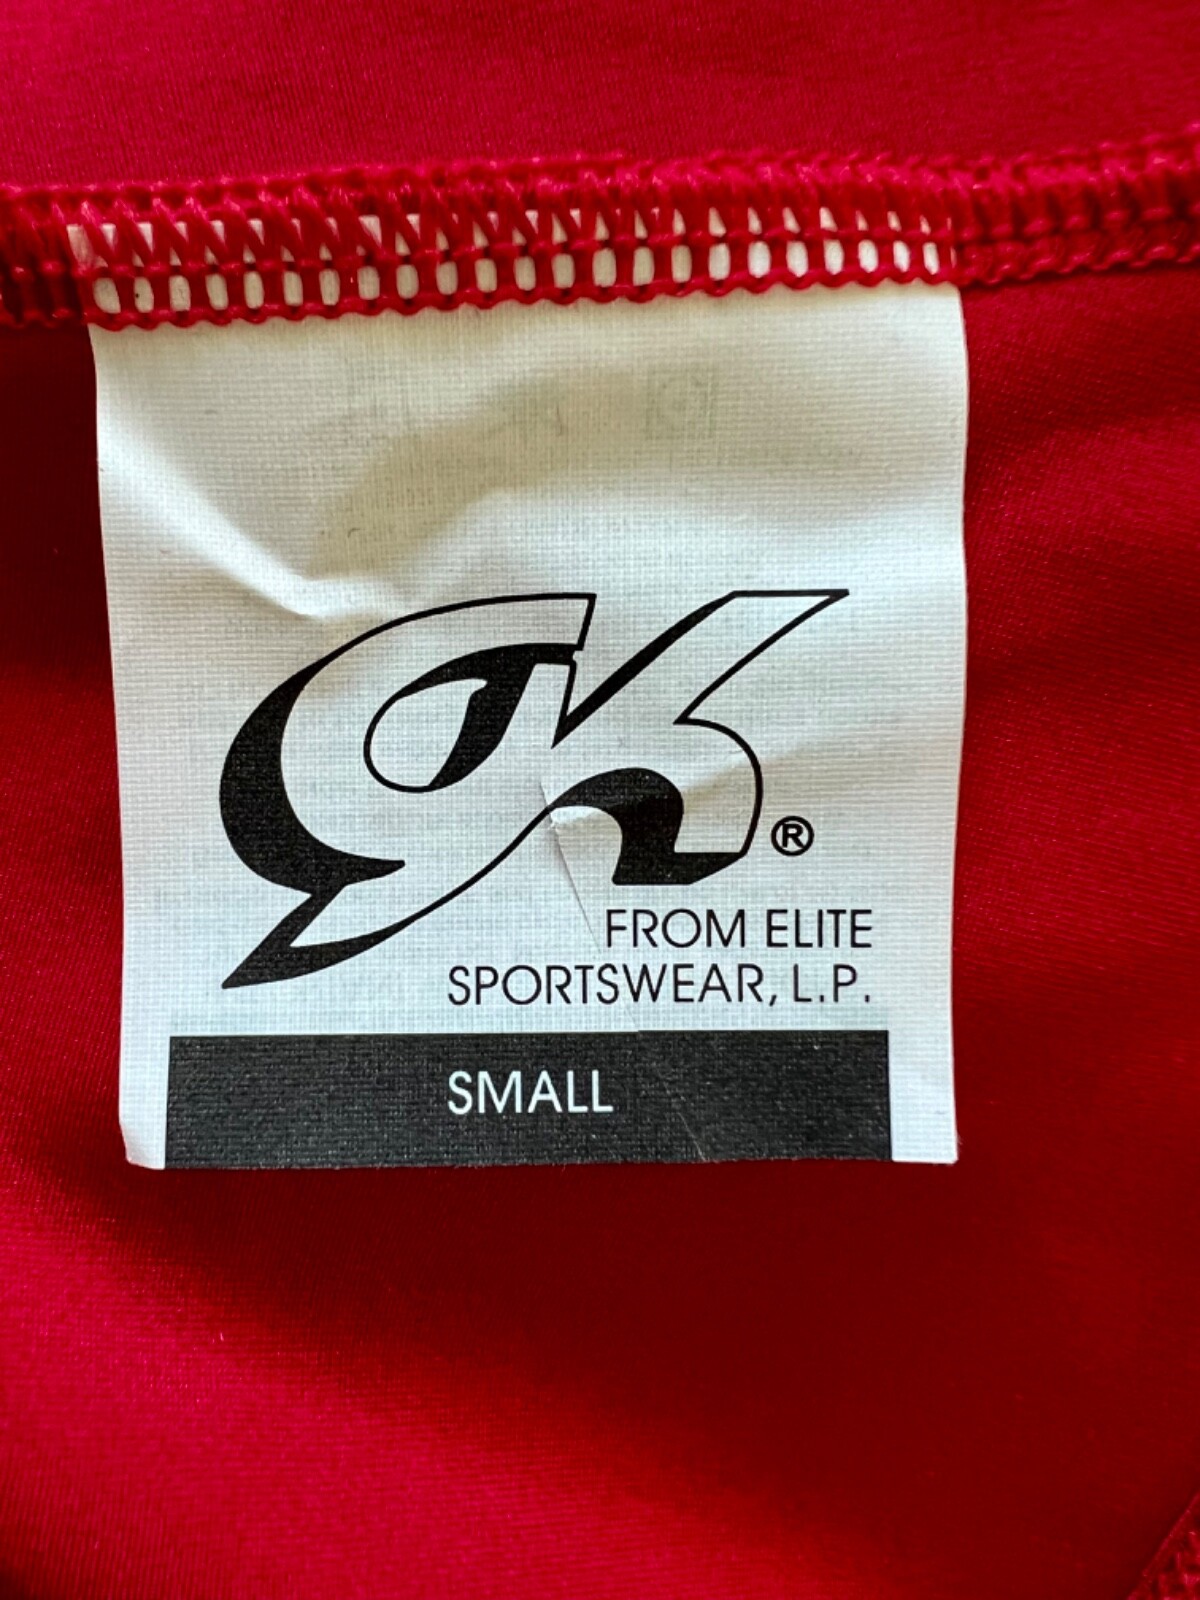 GK®
FROM ELITE
SPORTSWEAR, L.P.
SMALL